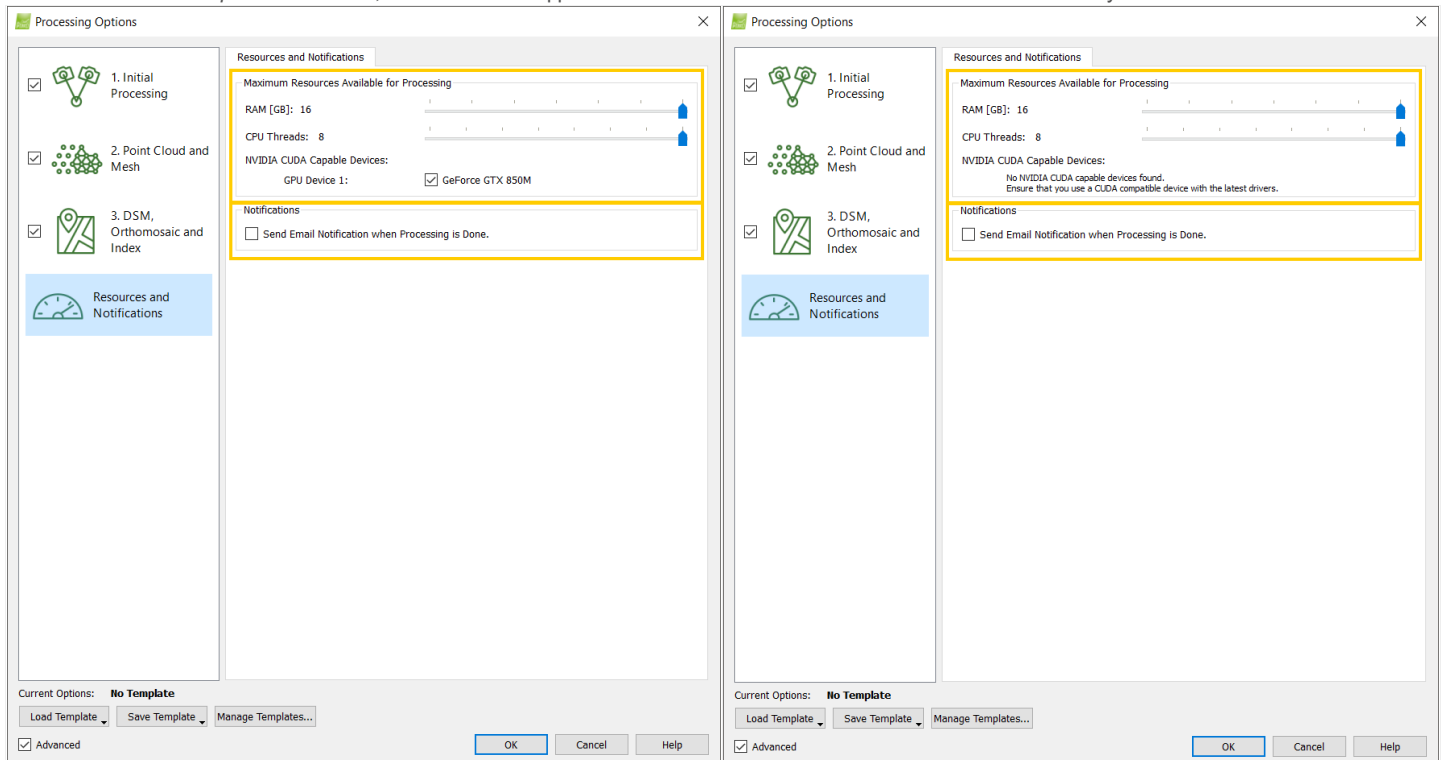 Processing Options
1. Initial
Processing
2. Point Cloud and
Mesh
3. DSM,
Orthomosaic and
Index
Resources and
Notifications
Resources and Notifications
Maximum Resources Available for Processing
RAM [GB]: 16
CPU Threads: 8
NVIDIA CUDA Capable Devices:
GPU Device 1: GeForce GTX 850M
Notifications
Send Email Notification when Processing is Done.
Current Options: No Template
Load Template Save Template Manage Templates...
Advanced OK Cancel Help
Processing Options
1. Initial
Processing
2. Point Cloud and
Mesh
3. DSM,
Orthomosaic and
Index
Resources and
Notifications
Resources and Notifications
Maximum Resources Available for Processing
RAM [GB]: 16
CPU Threads: 8
NVIDIA CUDA Capable Devices:
No NVIDIA CUDA capable devices found.
Ensure that you use a CUDA compatible device with the latest drivers.
Notifications
Send Email Notification when Processing is Done.
Current Options: No Template
Load Template Save Template Manage Templates...
Advanced OK Cancel Help